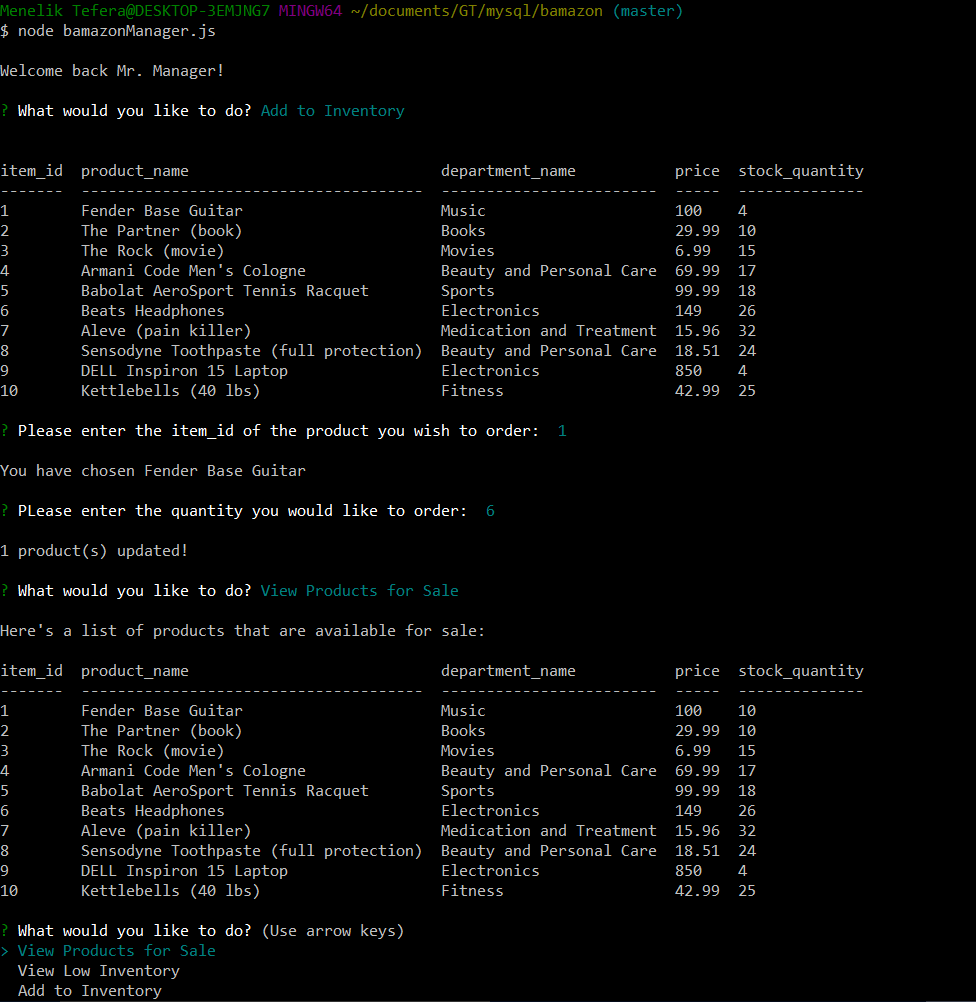 Menelik Tefera@DESKTOP-3EMJNG7 MINGW64 ~/documents/GT/mysql/bamazon (master)
$ node bamazonManager.js
Welcome back Mr. Manager!
? What would you like to do? Add to Inventory
item_id  product_name                            department_name            price  stock_quantity
-------  --------------------------------------  ------------------------  -----  --------------
1        Fender Base Guitar                      Music                     100    4
2        The Partner (book)                      Books                     29.99  10
3        The Rock (movie)                        Movies                    6.99   15
4        Armani Code Men's Cologne               Beauty and Personal Care  69.99  17
5        Babolat AeroSport Tennis Racquet        Sports                    99.99  18
6        Beats Headphones                        Electronics               149    26
7        Aleve (pain killer)                     Medication and Treatment  15.96  32
8        Sensodyne Toothpaste (full protection)  Beauty and Personal Care  18.51  24
9        DELL Inspiron 15 Laptop                 Electronics               850    4
10       Kettlebells (40 lbs)                    Fitness                   42.99  25
? Please enter the item_id of the product you wish to order:  1
You have chosen Fender Base Guitar
? PLease enter the quantity you would like to order:  6
1 product(s) updated!
? What would you like to do? View Products for Sale
Here's a list of products that are available for sale:
item_id  product_name                            department_name           price  stock_quantity
-------  --------------------------------------  ------------------------  -----  --------------
1        Fender Base Guitar                      Music                     100    10
2        The Partner (book)                      Books                     29.99  10
3        The Rock (movie)                        Movies                    6.99   15
4        Armani Code Men's Cologne               Beauty and Personal Care  69.99  17
5        Babolat AeroSport Tennis Racquet        Sports                    99.99  18
6        Beats Headphones                        Electronics               149    26
7        Aleve (pain killer)                     Medication and Treatment  15.96  32
8        Sensodyne Toothpaste (full protection)  Beauty and Personal Care  18.51  24
9        DELL Inspiron 15 Laptop                 Electronics               850    4
10       Kettlebells (40 lbs)                    Fitness                   42.99  25
? What would you like to do? (Use arrow keys)
> View Products for Sale
  View Low Inventory
  Add to Inventory